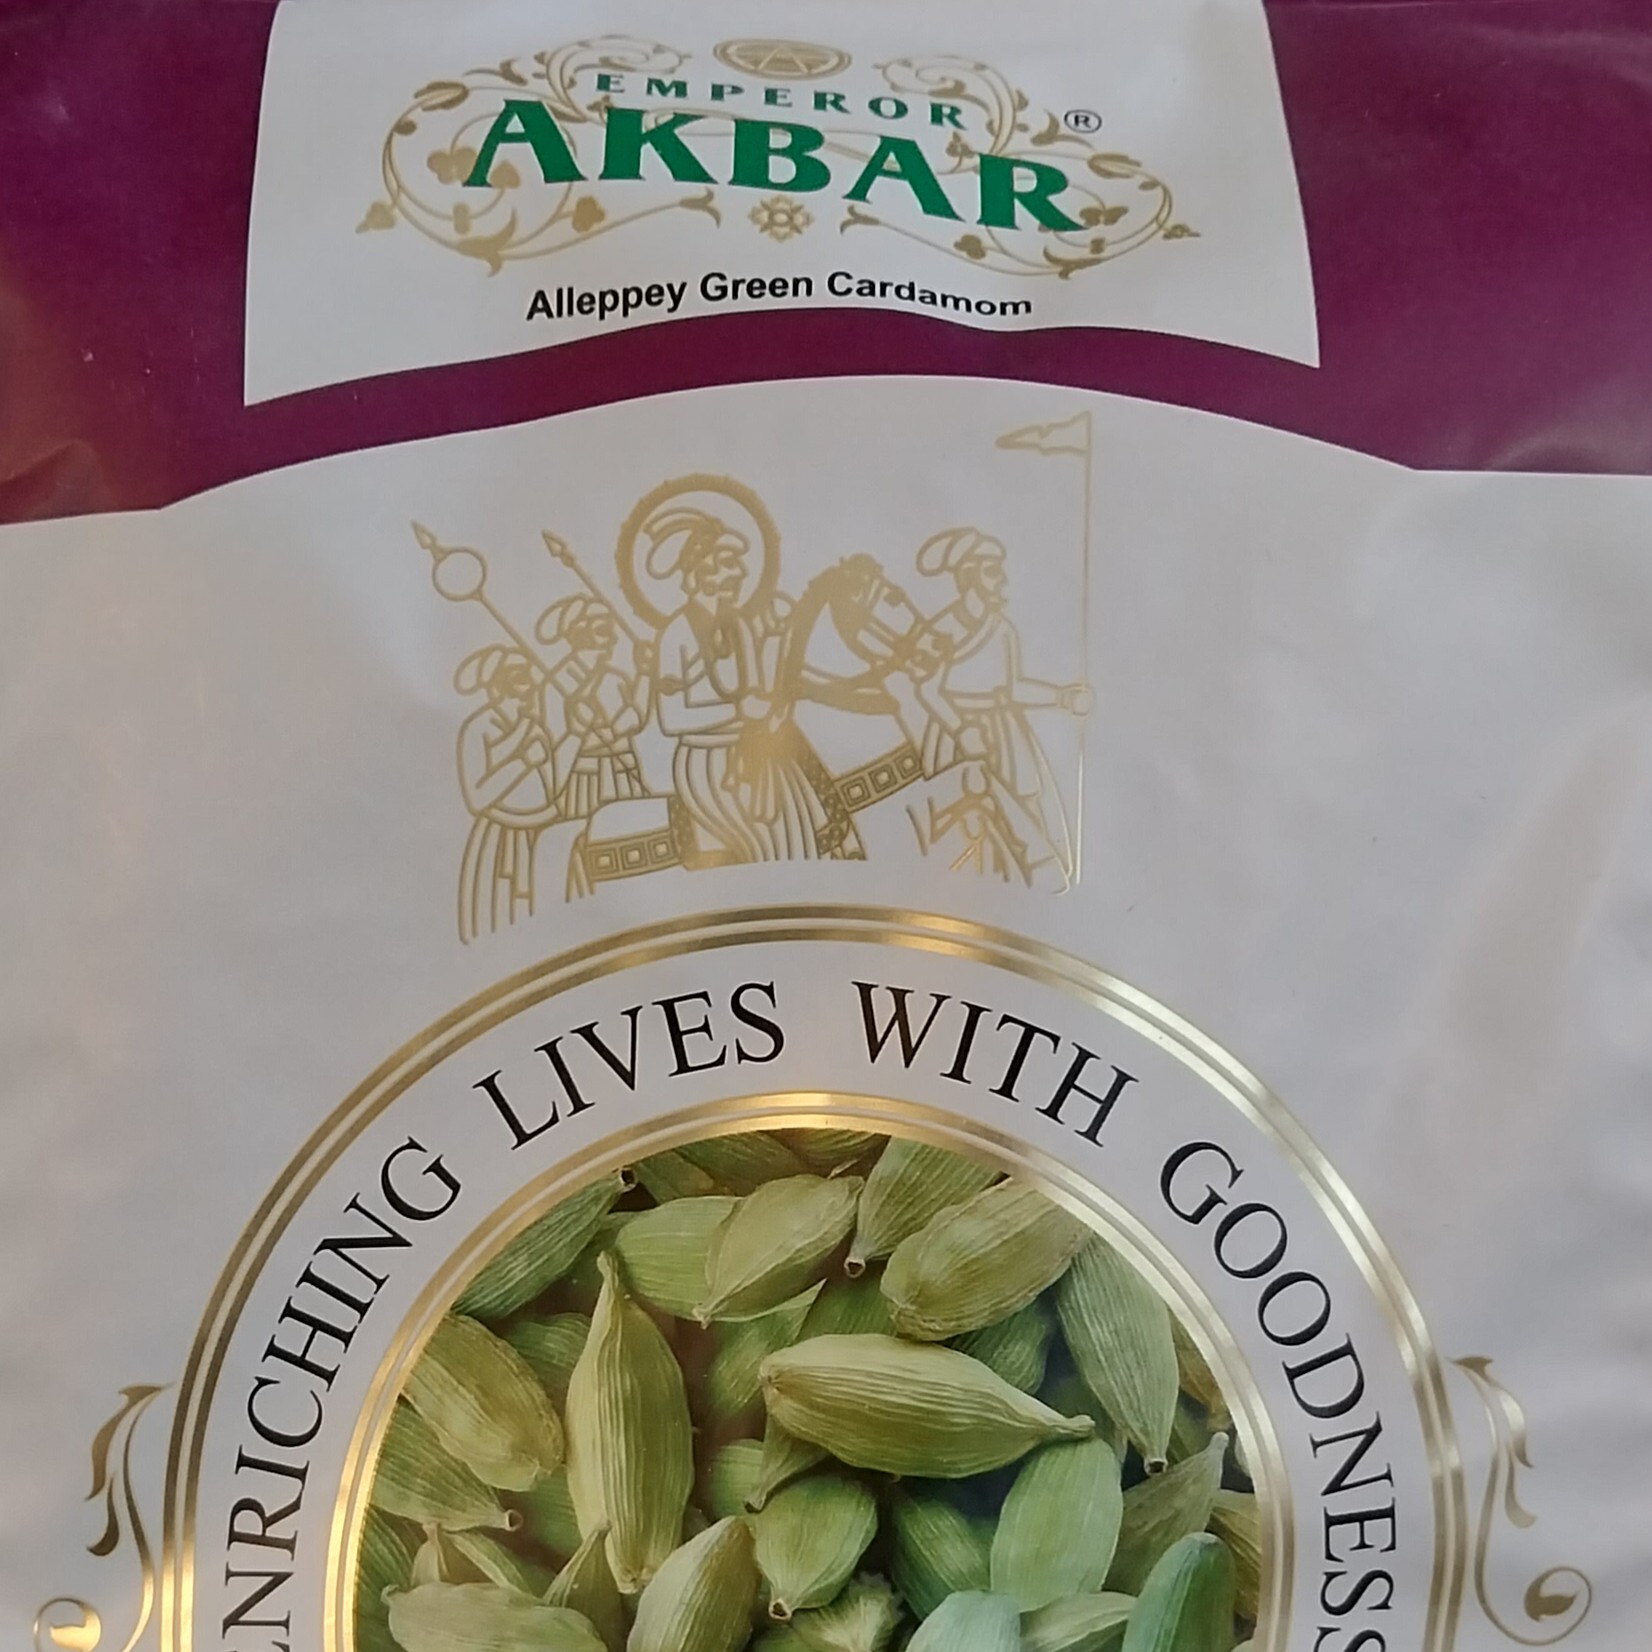 EMPEROR
AKBAR®
Alleppey Green Cardamom
ENRICHING LIVES WITH GOODNESS